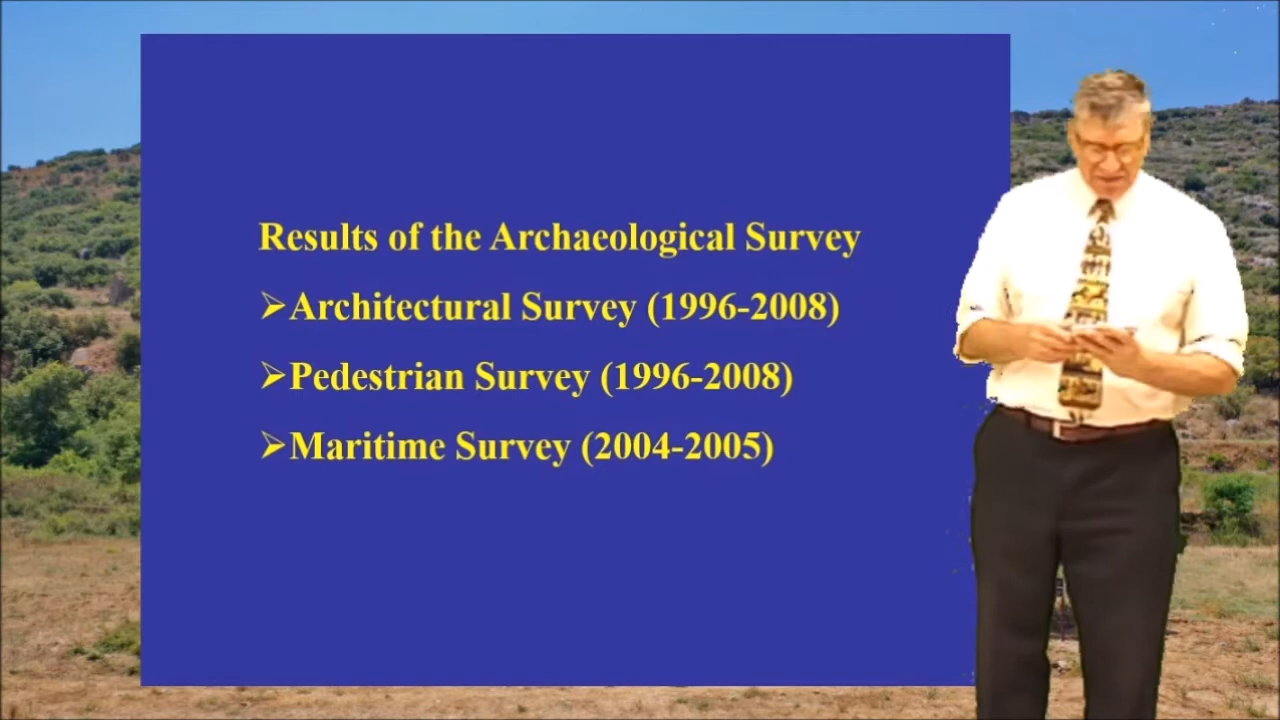 Results of the Archaeological Survey
➢Architectural Survey (1996-2008)
➢Pedestrian Survey (1996-2008)
➢Maritime Survey (2004-2005)